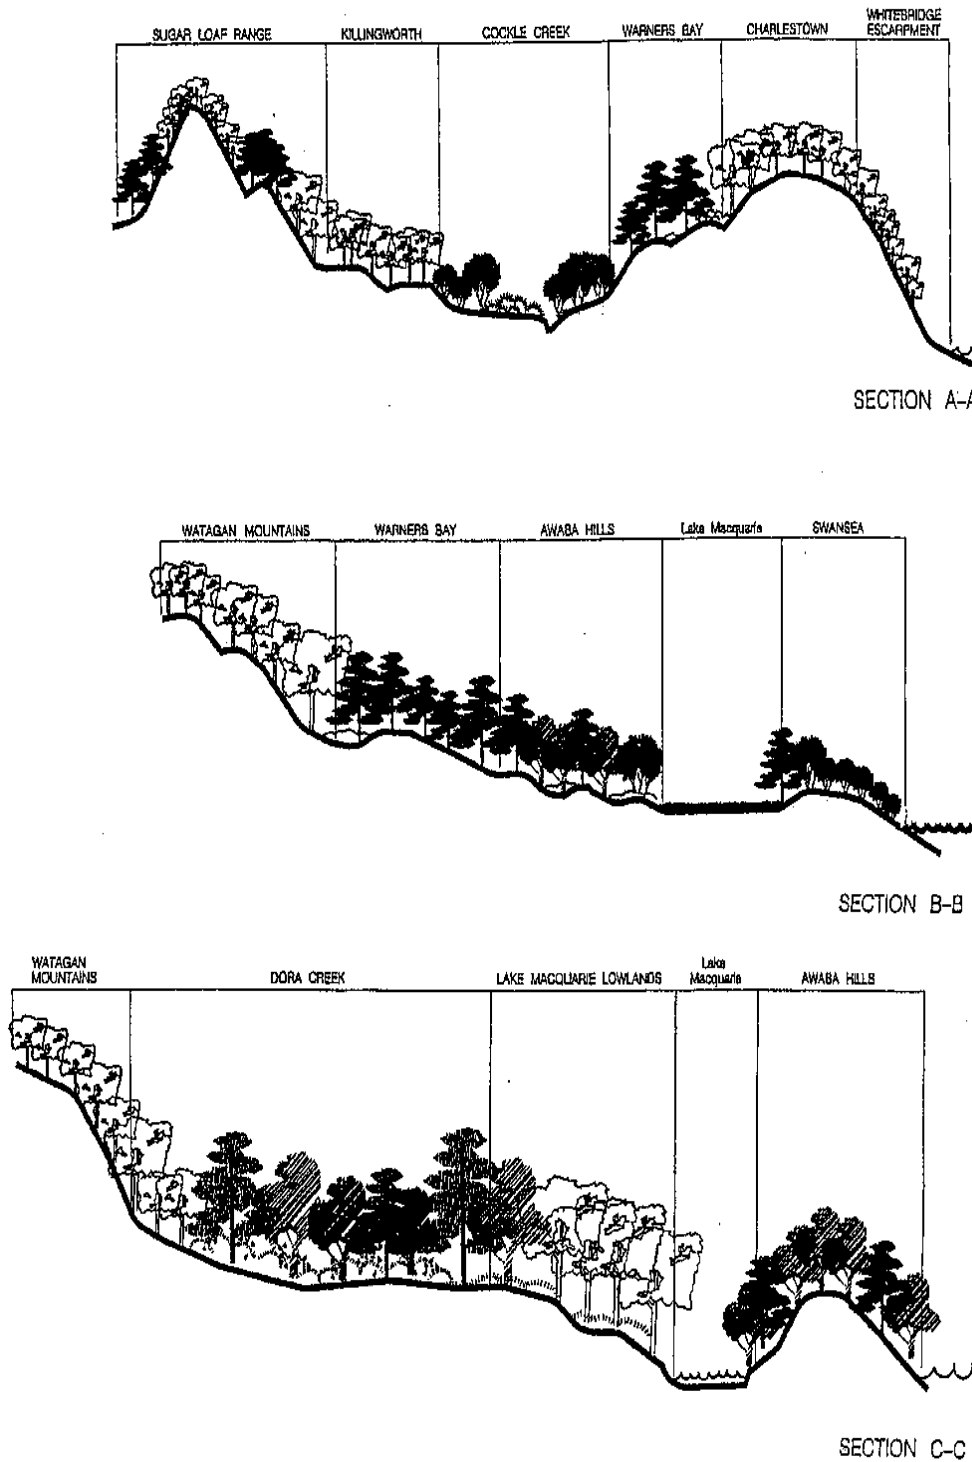 SUGAR LOAF RANGE
KILLINGWORTH
COCKLE CREEK
WARNERS BAY
CHARLESTOWN
WHITEBRIDGE
ESCARPMENT
SECTION A-A
WATAGAN MOUNTAINS
WARNERS BAY
AWABA HILLS
Lake Macquarie
SWANSEA
SECTION B-B
WATAGAN
MOUNTAINS
DORA CREEK
LAKE MACQUARIE LOWLANDS
Lake
Macquarie
AWABA HILLS
SECTION C-C